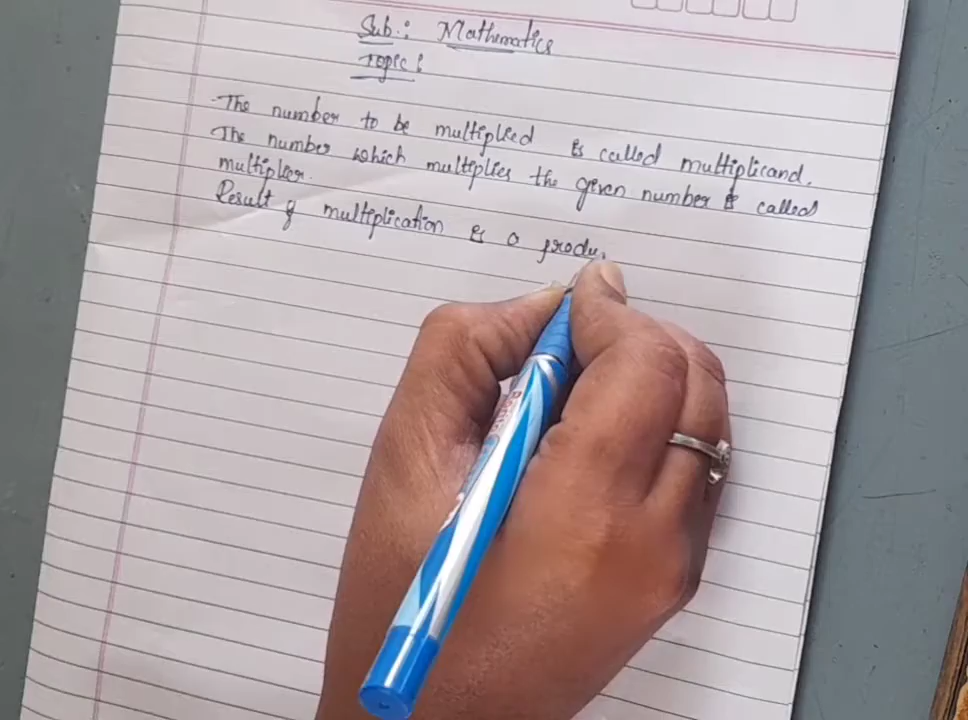 Sub.: Mathematics
Topic:
The number to be multiplied is called multiplicand.
The number which multiplies the given number is called
multiplier.
Result of multiplication is a produ